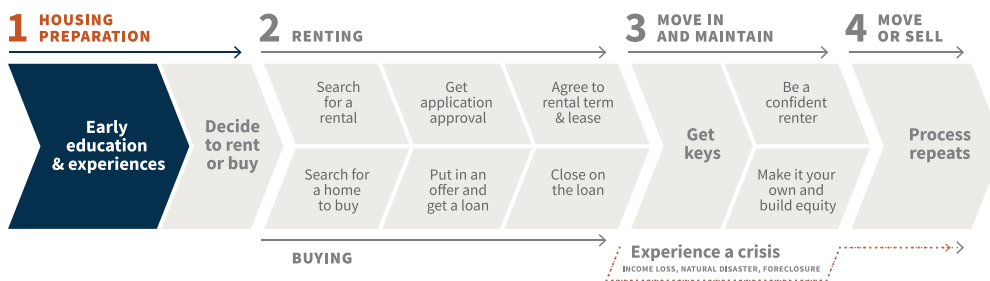 1 HOUSING
PREPARATION
2 RENTING
3 MOVE IN
AND MAINTAIN
4 MOVE
OR SELL
Early
education
& experiences
Decide
to rent
or buy
Search
for a
rental
Get
application
approval
Agree to
rental term
& lease
Search for
a home
to buy
Put in an
offer and
get a loan
Close on
the loan
Get
keys
Be a
confident
renter
Make it your
own and
build equity
Process
repeats
BUYING
Experience a crisis
INCOME LOSS, NATURAL DISASTER, FORECLOSURE